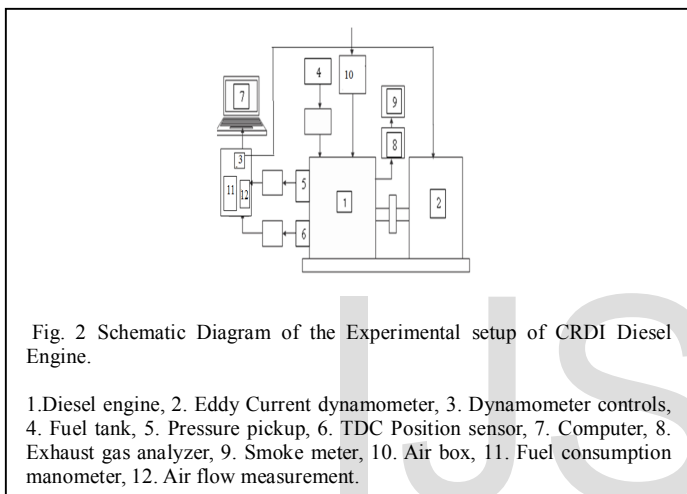 4
10
7
9
8
3
11
12
5
6
1
2
IJS
Fig. 2 Schematic Diagram of the Experimental setup of CRDI Diesel
Engine.
1.Diesel engine, 2. Eddy Current dynamometer, 3. Dynamometer controls,
4. Fuel tank, 5. Pressure pickup, 6. TDC Position sensor, 7. Computer, 8.
Exhaust gas analyzer, 9. Smoke meter, 10. Air box, 11. Fuel consumption
manometer, 12. Air flow measurement.